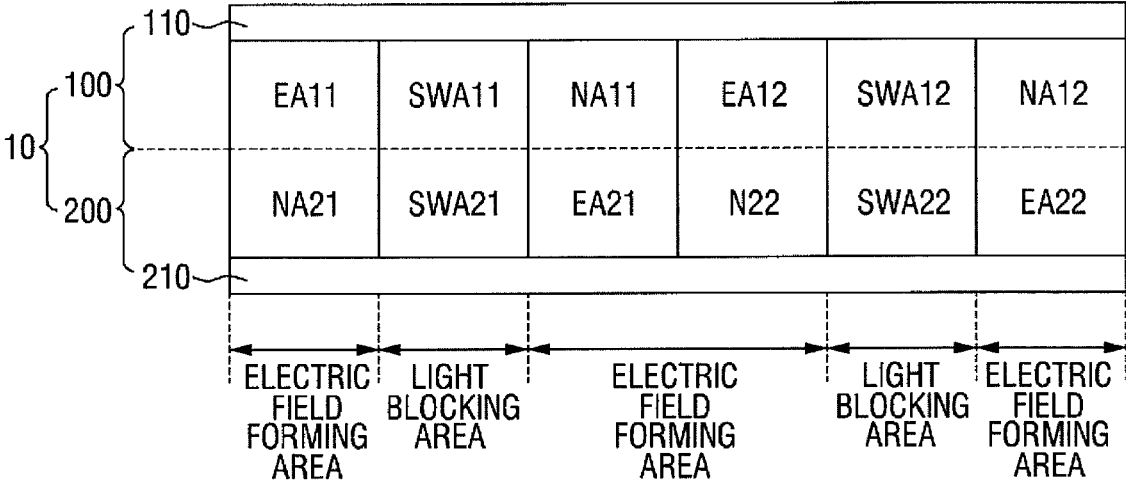 110
100
EA11 SWA11 NA11 EA12 SWA12 NA12
10
200
NA21 SWA21 EA21 N22 SWA22 EA22
210
ELECTRIC FIELD FORMING AREA
LIGHT BLOCKING AREA
ELECTRIC FIELD FORMING AREA
LIGHT BLOCKING AREA
ELECTRIC FIELD FORMING AREA